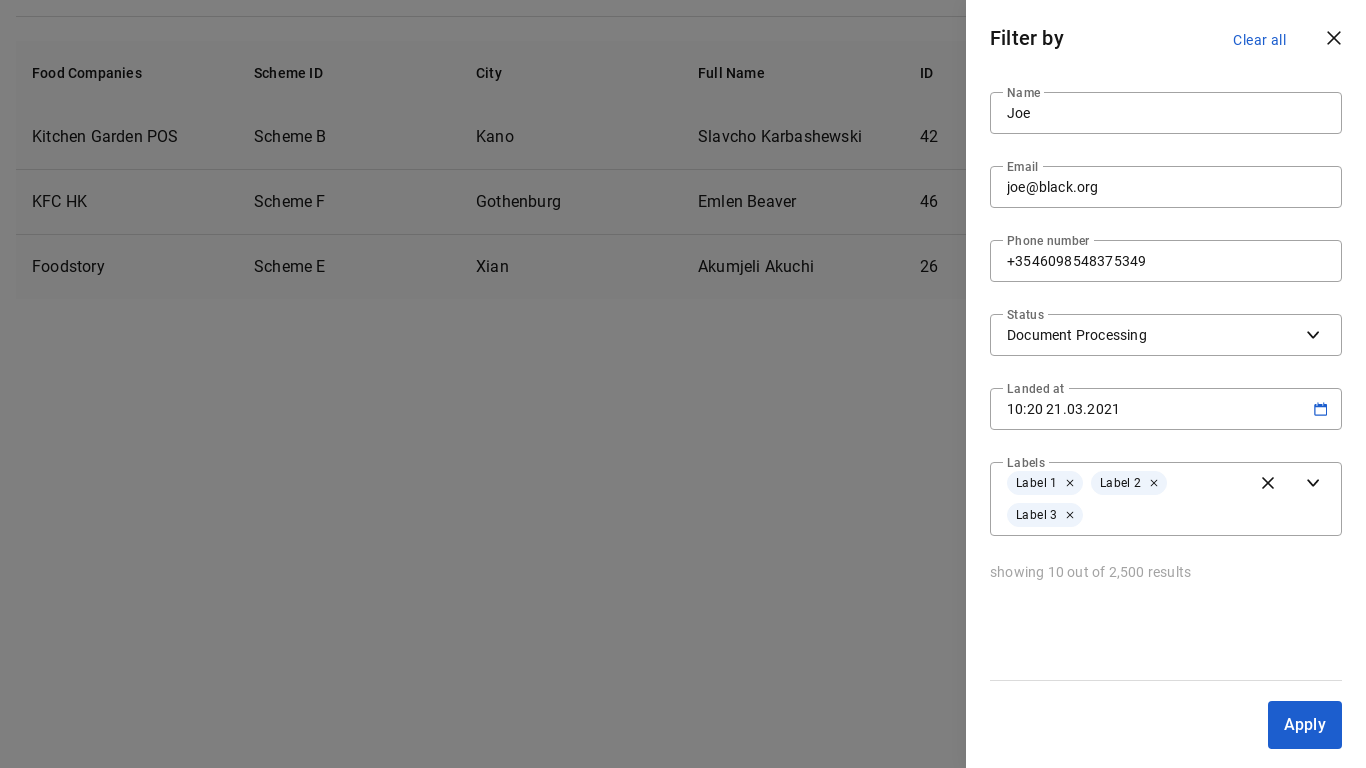 Food Companies Scheme ID City Full Name ID
Kitchen Garden POS Scheme B Kano Slavcho Karbashewski 42
KFC HK Scheme F Gothenburg Emlen Beaver 46
Foodstory Scheme E Xian Akumjeli Akuchi 26
Filter by Clear all
Name
Joe
Email
joe@black.org
Phone number
+3546098548375349
Status
Document Processing
Landed at
10:20 21.03.2021
Labels
Label 1 Label 2
Label 3
showing 10 out of 2,500 results
Apply